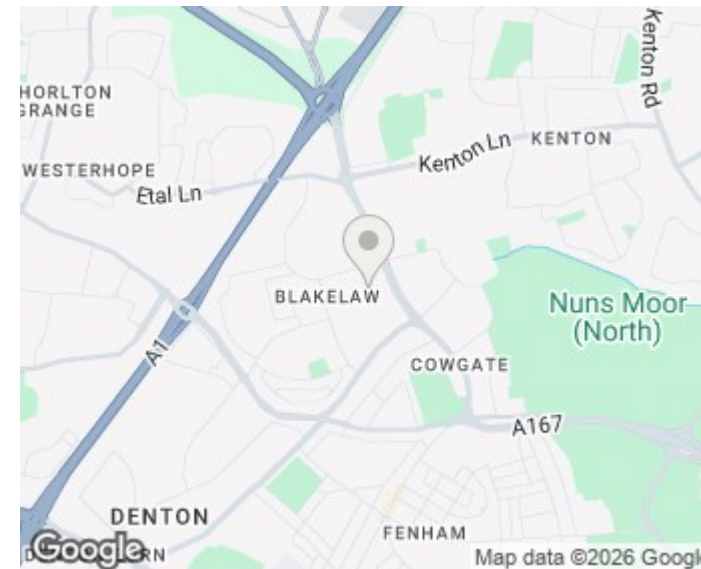 Kenton Rd
HORLTON
GRANGE
KENTON
Kenton Ln
WESTERHOPE
Etal Ln
BLAKELAW
Nuns Moor
(North)
A1
COWGATE
A167
DENTON
FENHAM
Google
Map data ©2026 Google